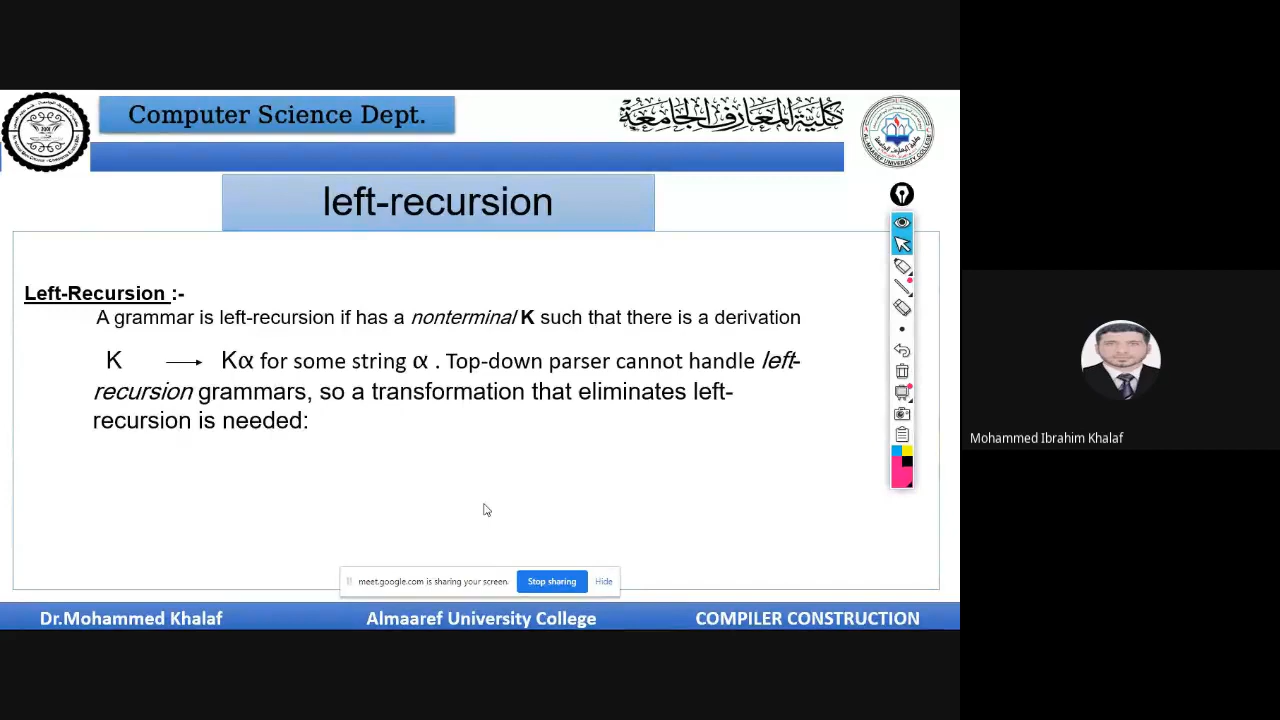 Computer Science Dept.
كلية المعارف الجامعة
left-recursion
Left-Recursion :-
A grammar is left-recursion if has a nonterminal K such that there is a derivation
K → Kα for some string α . Top-down parser cannot handle left-
recursion grammars, so a transformation that eliminates left-
recursion is needed:
Mohammed Ibrahim Khalaf
meet.google.com is sharing your screen.
Stop sharing
Hide
Dr.Mohammed Khalaf
Almaaref University College
COMPILER CONSTRUCTION